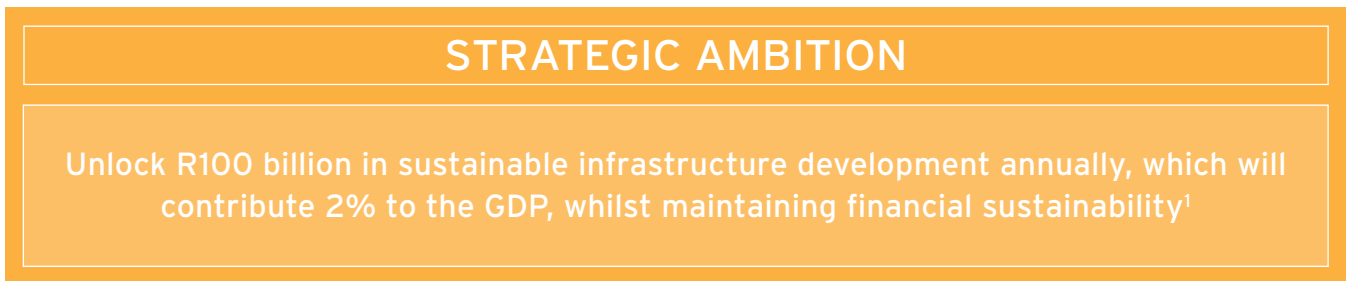 STRATEGIC AMBITION
Unlock R100 billion in sustainable infrastructure development annually, which will
contribute 2% to the GDP, whilst maintaining financial sustainability¹